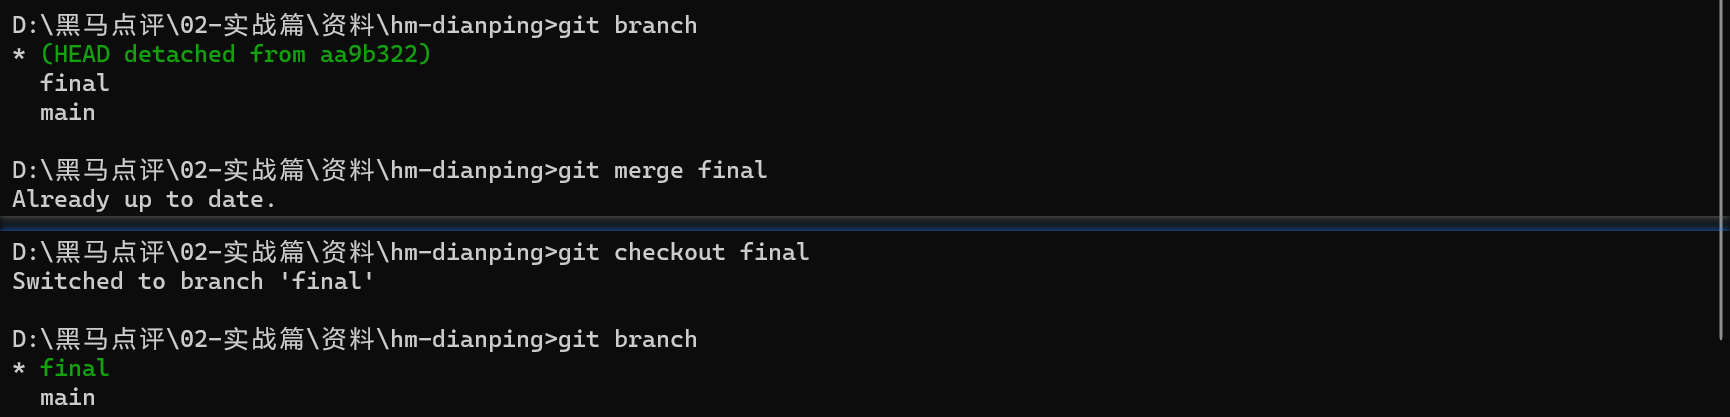 D:\黑马点评\02-实战篇\资料\hm-dianping>git branch
* (HEAD detached from aa9b322)
  final
  main
D:\黑马点评\02-实战篇\资料\hm-dianping>git merge final
Already up to date.
D:\黑马点评\02-实战篇\资料\hm-dianping>git checkout final
Switched to branch 'final'
D:\黑马点评\02-实战篇\资料\hm-dianping>git branch
* final
  main